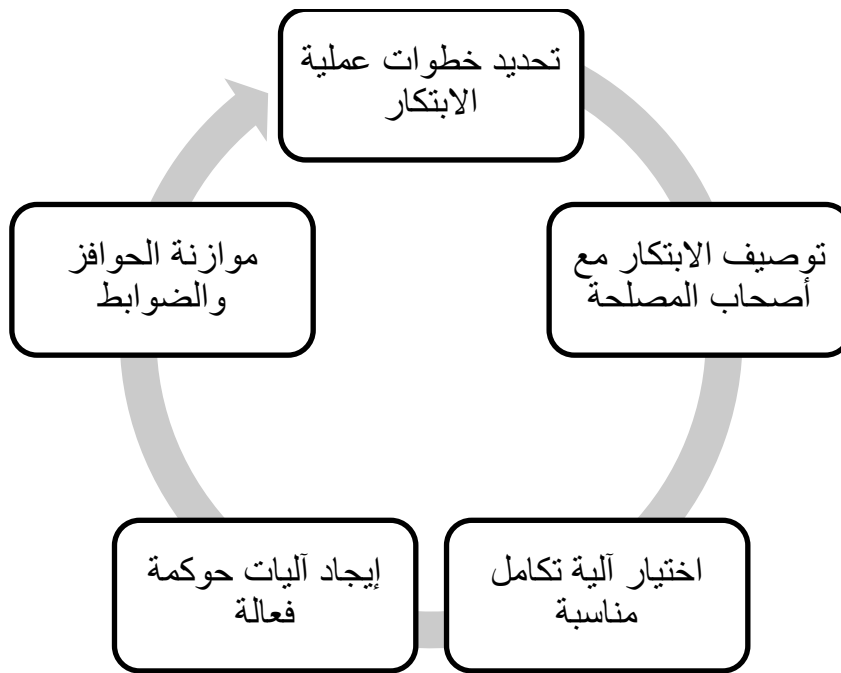 تحديد خطوات عملية
الابتكار
توصيف الابتكار مع
أصحاب المصلحة
اختيار آلية تكامل
مناسبة
إيجاد آليات حوكمة
فعالة
موازنة الحوافز
والضوابط